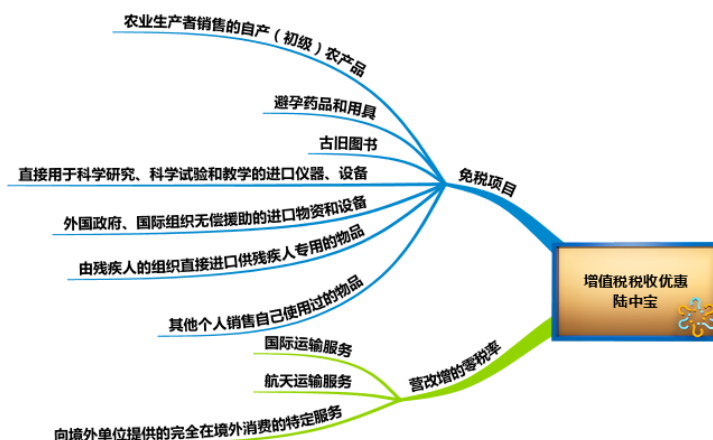 农业生产者销售的自产（初级）农产品
避孕药品和用具
古旧图书
直接用于科学研究、科学试验和教学的进口仪器、设备
外国政府、国际组织无偿援助的进口物资和设备
由残疾人的组织直接进口供残疾人专用的物品
其他个人销售自己使用过的物品
免税项目
增值税税收优惠
陆中宝
国际运输服务
航天运输服务
向境外单位提供的完全在境外消费的特定服务
营改增的零税率